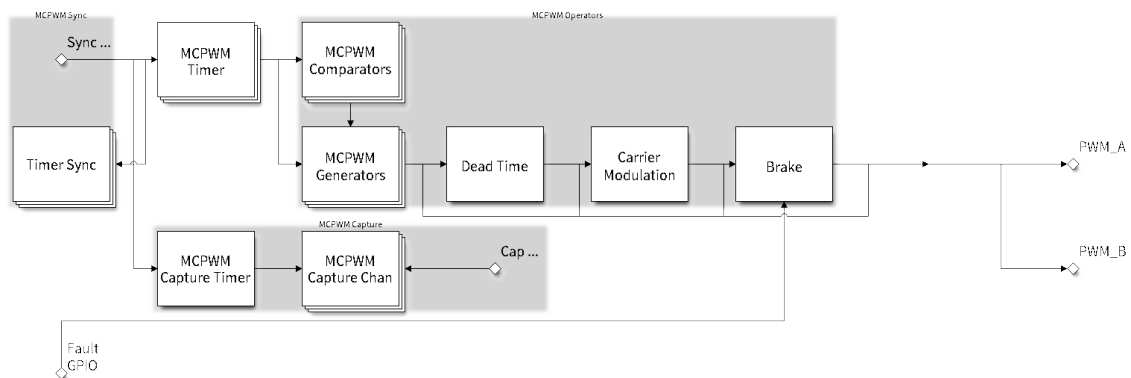 MCPWM Sync
MCPWM Operators
Sync ...
MCPWM
Timer
MCPWM
Comparators
Timer Sync
MCPWM
Generators
Dead Time
Carrier
Modulation
Brake
PWM_A
MCPWM Capture
MCPWM
Capture Timer
MCPWM
Capture Chan
Cap ...
PWM_B
Fault
GPIO